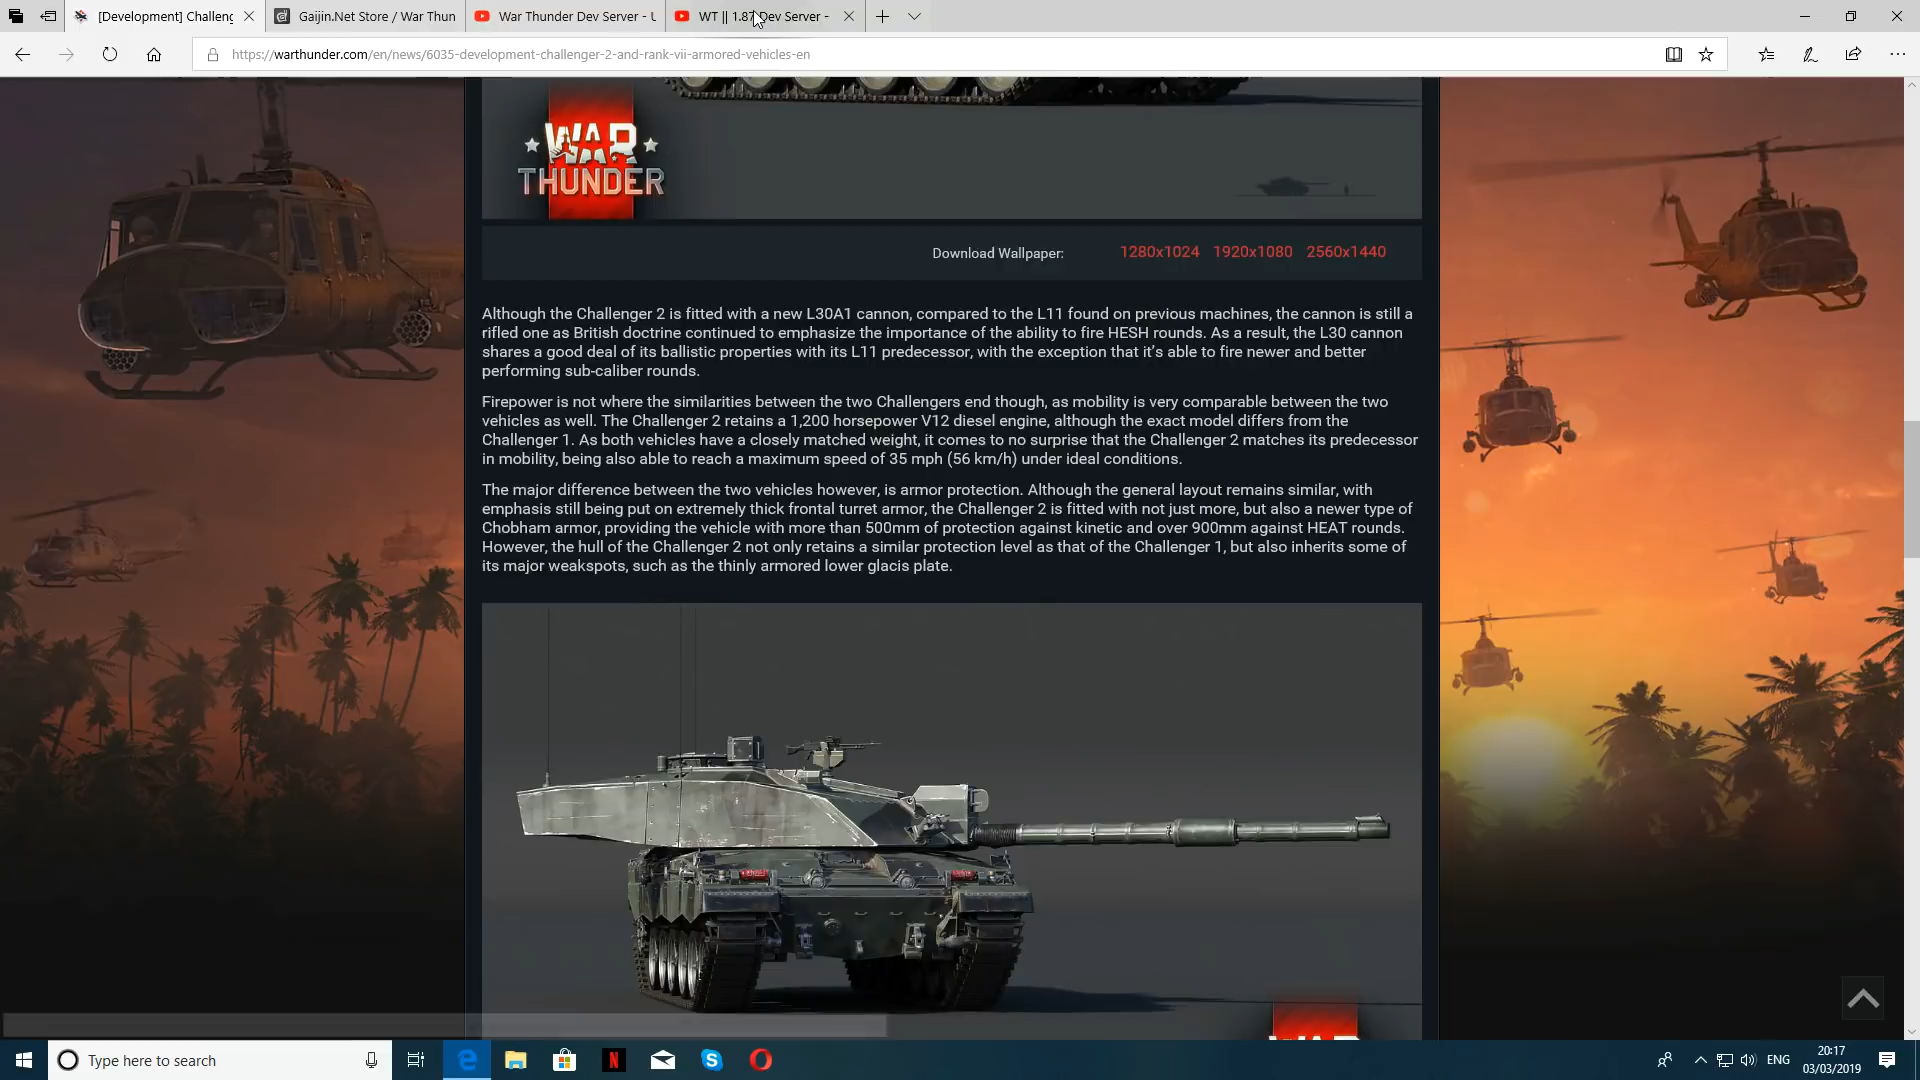 [Development] Challeng
Gaijin.Net Store / War Thun
War Thunder Dev Server - U
WT || 1.87 Dev Server -
https://warthunder.com/en/news/6035-development-challenger-2-and-rank-vii-armored-vehicles-en
WAR
THUNDER
Download Wallpaper: 1280x1024 1920x1080 2560x1440
Although the Challenger 2 is fitted with a new L30A1 cannon, compared to the L11 found on previous machines, the cannon is still a
rifled one as British doctrine continued to emphasize the importance of the ability to fire HESH rounds. As a result, the L30 cannon
shares a good deal of its ballistic properties with its L11 predecessor, with the exception that it's able to fire newer and better
performing sub-caliber rounds.
Firepower is not where the similarities between the two Challengers end though, as mobility is very comparable between the two
vehicles as well. The Challenger 2 retains a 1,200 horsepower V12 diesel engine, although the exact model differs from the
Challenger 1. As both vehicles have a closely matched weight, it comes to no surprise that the Challenger 2 matches its predecessor
in mobility, being also able to reach a maximum speed of 35 mph (56 km/h) under ideal conditions.
The major difference between the two vehicles however, is armor protection. Although the general layout remains similar, with
emphasis still being put on extremely thick frontal turret armor, the Challenger 2 is fitted with not just more, but also a newer type of
Chobham armor, providing the vehicle with more than 500mm of protection against kinetic and over 900mm against HEAT rounds.
However, the hull of the Challenger 2 not only retains a similar protection level as that of the Challenger 1, but also inherits some of
its major weakspots, such as the thinly armored lower glacis plate.
WAR
Type here to search
N
S
ENG
20:17
03/03/2019